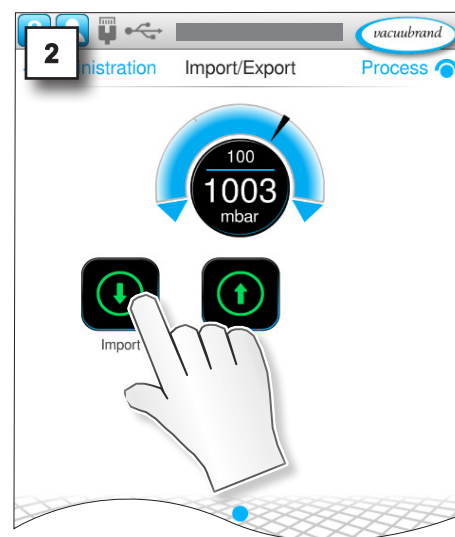 2
vacuubrand
nistration Import/Export Process
100
1003
mbar
Import